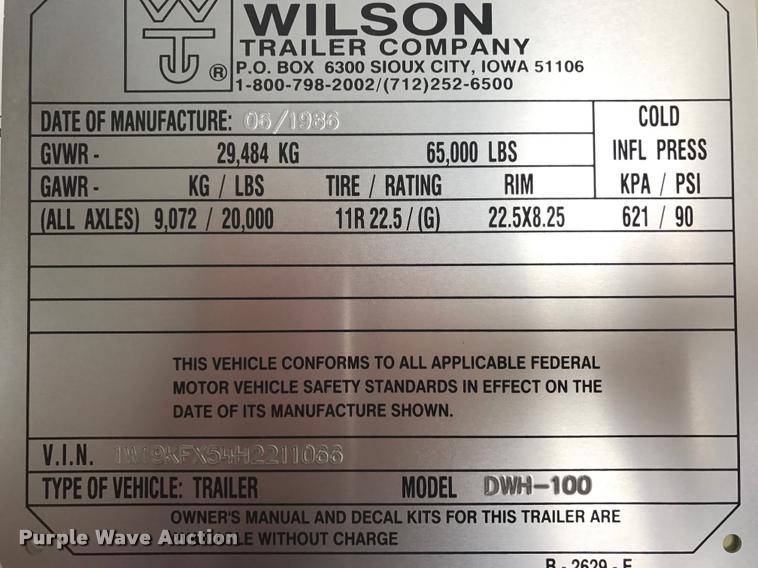 WT ®
WILSON
TRAILER COMPANY
P.O. BOX 6300 SIOUX CITY, IOWA 51106
1-800-798-2002/(712)252-6500
DATE OF MANUFACTURE: 06/1986
COLD
GVWR - 29,484 KG 65,000 LBS INFL PRESS
GAWR - KG / LBS TIRE / RATING RIM KPA / PSI
(ALL AXLES) 9,072 / 20,000 11R 22.5 / (G) 22.5X8.25 621 / 90
THIS VEHICLE CONFORMS TO ALL APPLICABLE FEDERAL
MOTOR VEHICLE SAFETY STANDARDS IN EFFECT ON THE
DATE OF ITS MANUFACTURE SHOWN.
V.I.N.
TYPE OF VEHICLE: TRAILER MODEL DWH-100
OWNER'S MANUAL AND DECAL KITS FOR THIS TRAILER ARE
Purple Wave Auction
WITHOUT CHARGE
B - 2629 - F